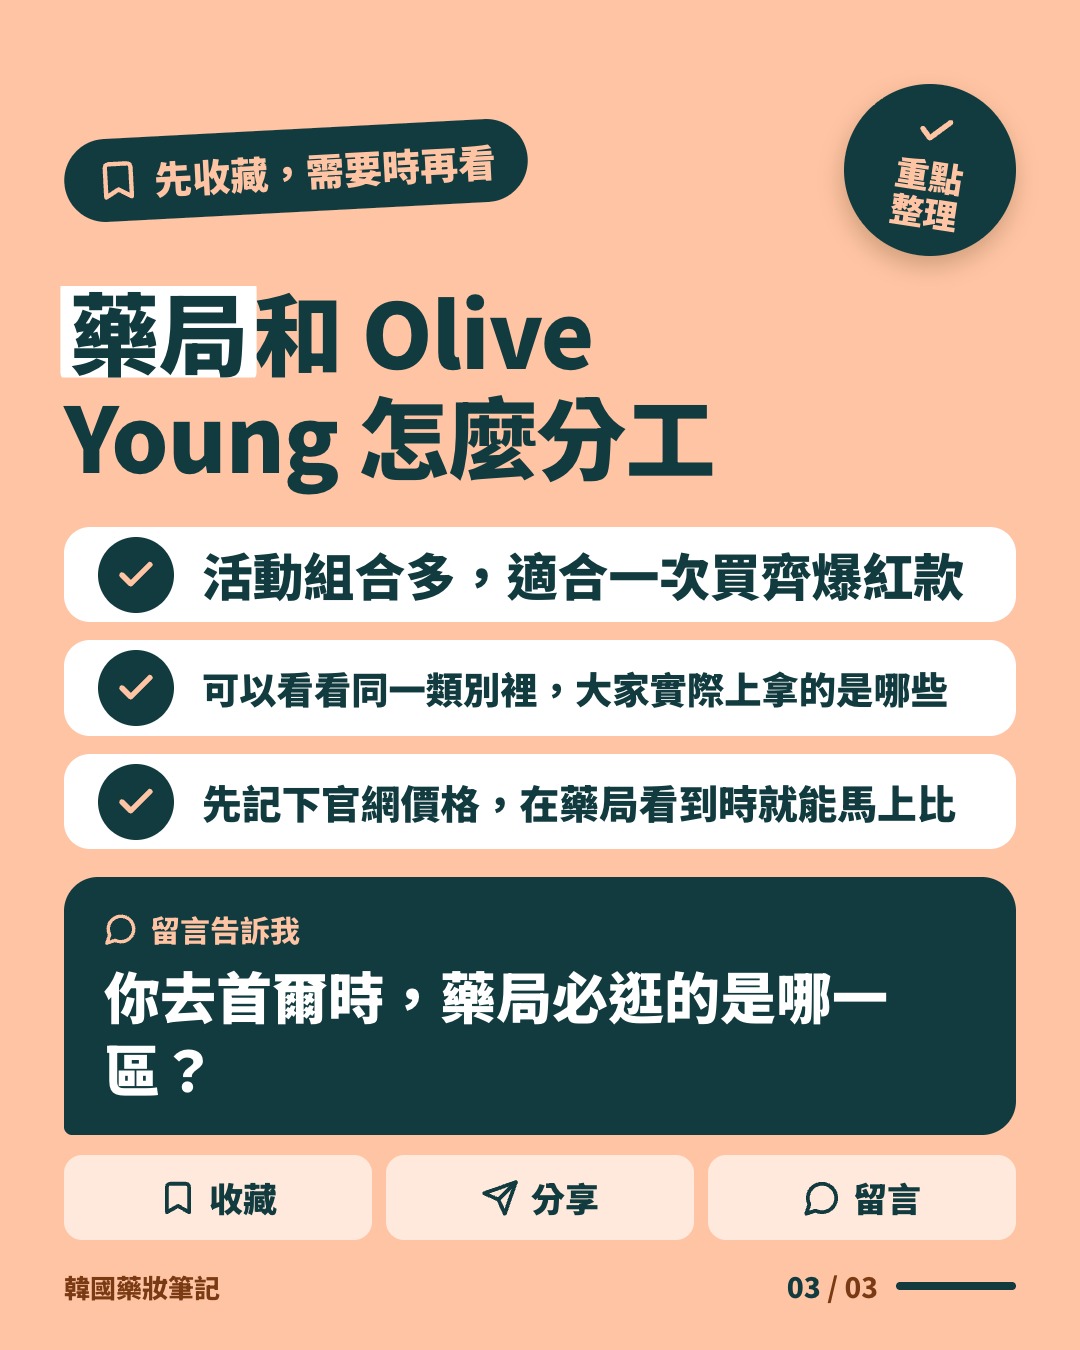 先收藏，需要時再看
重點
整理
藥局和 Olive
Young 怎麼分工
活動組合多，適合一次買齊爆紅款
可以看看同一類別裡，大家實際上拿的是哪些
先記下官網價格，在藥局看到時就能馬上比
留言告訴我
你去首爾時，藥局必逛的是哪一
區？
收藏
分享
留言
韓國藥妝筆記
03 / 03